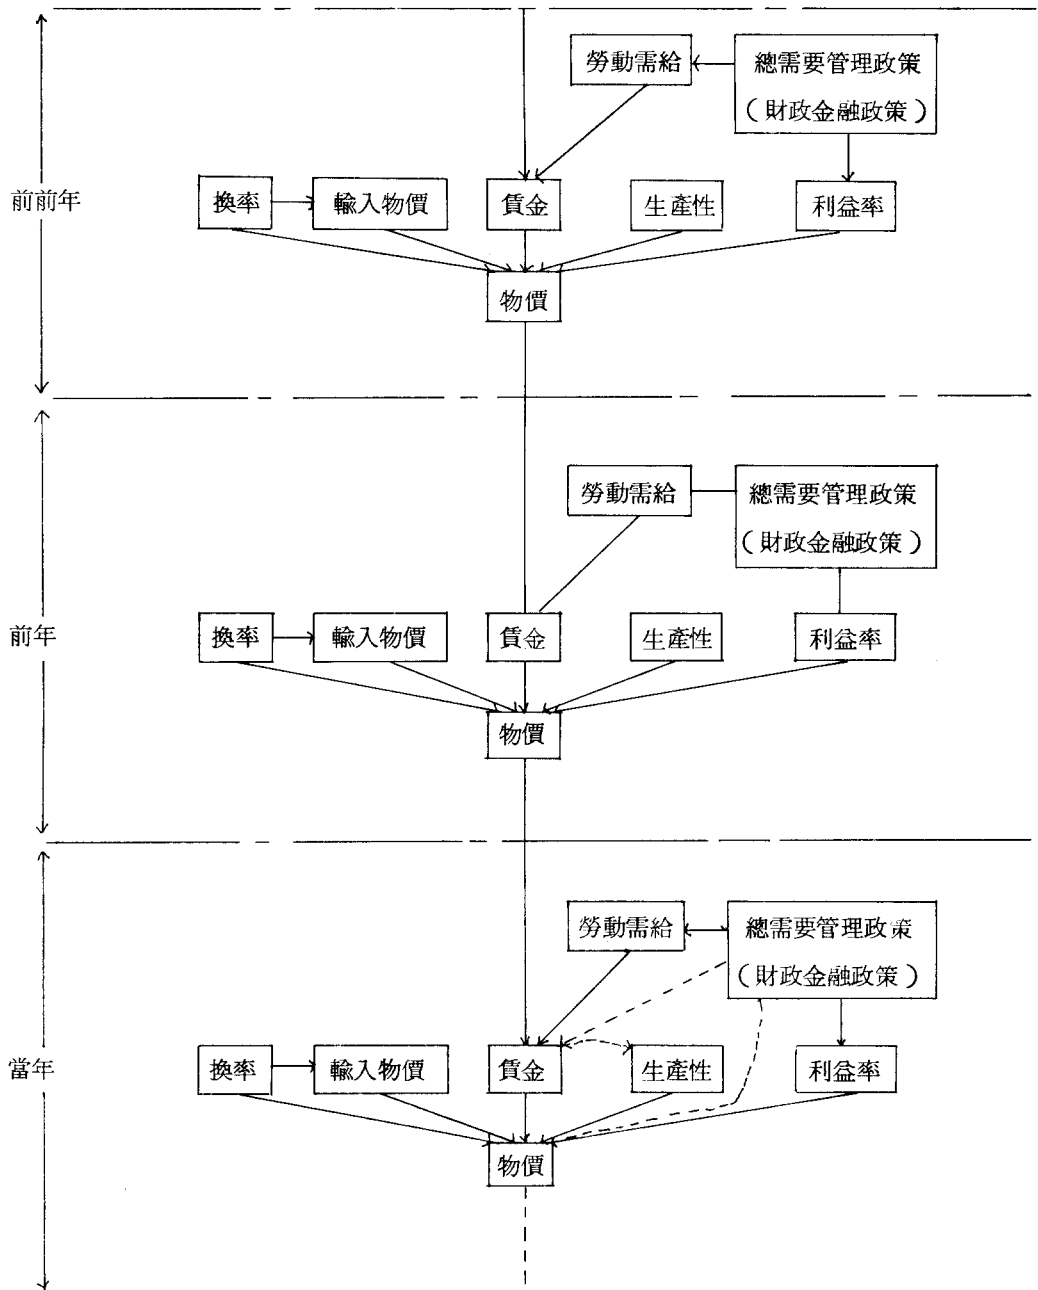 勞動需給
總需要管理政策
(財政金融政策)
前前年
換率
輸入物價
賃金
生產性
利益率
物價
勞動需給
總需要管理政策
(財政金融政策)
前年
換率
輸入物價
賃金
生產性
利益率
物價
勞動需給
總需要管理政策
(財政金融政策)
當年
換率
輸入物價
賃金
生產性
利益率
物價